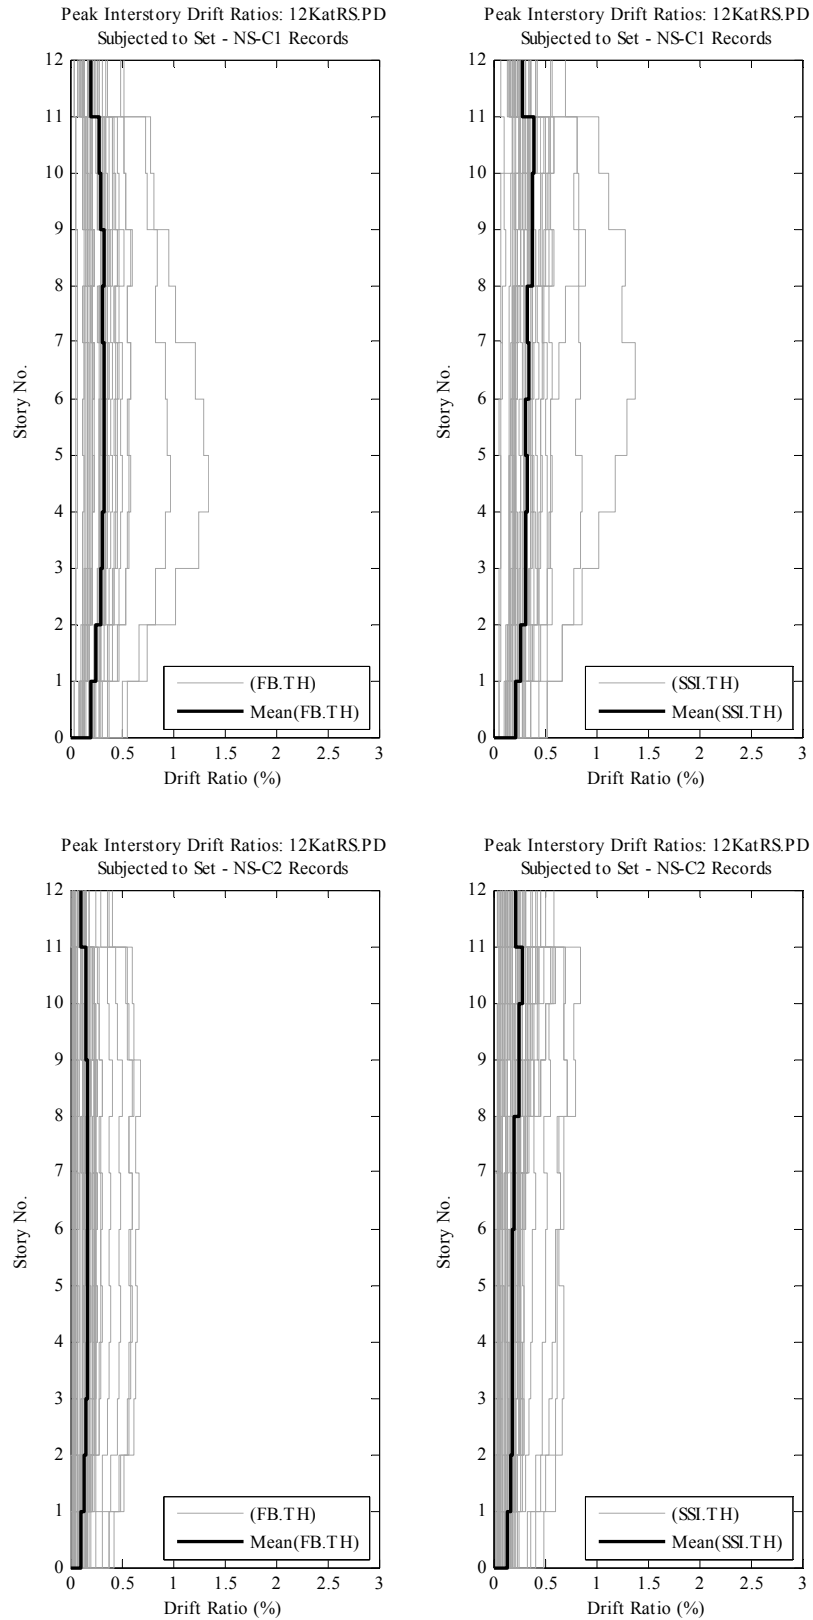 Peak Interstory Drift Ratios: 12KatRS.PD
Subjected to Set - NS-C1 Records
12
11
10
9
8
7
6
5
4
3
2
1
0
Story No.
(FB.TH)
Mean(FB.TH)
0 0.5 1 1.5 2 2.5 3
Drift Ratio (%)
Peak Interstory Drift Ratios: 12KatRS.PD
Subjected to Set - NS-C1 Records
12
11
10
9
8
7
6
5
4
3
2
1
0
Story No.
(SSI.TH)
Mean(SSI.TH)
0 0.5 1 1.5 2 2.5 3
Drift Ratio (%)
Peak Interstory Drift Ratios: 12KatRS.PD
Subjected to Set - NS-C2 Records
12
11
10
9
8
7
6
5
4
3
2
1
0
Story No.
(FB.TH)
Mean(FB.TH)
0 0.5 1 1.5 2 2.5 3
Drift Ratio (%)
Peak Interstory Drift Ratios: 12KatRS.PD
Subjected to Set - NS-C2 Records
12
11
10
9
8
7
6
5
4
3
2
1
0
Story No.
(SSI.TH)
Mean(SSI.TH)
0 0.5 1 1.5 2 2.5 3
Drift Ratio (%)